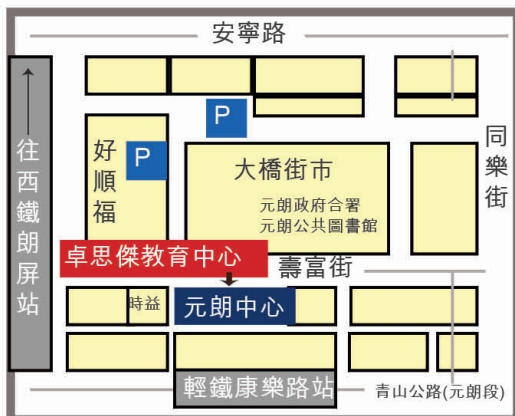 安寧路
P
P
往西鐵朗屏站
好順福
大橋街市
元朗政府合署
元朗公共圖書館
同樂街
卓思傑教育中心
壽富街
時益
元朗中心
輕鐵康樂路站
青山公路(元朗段)